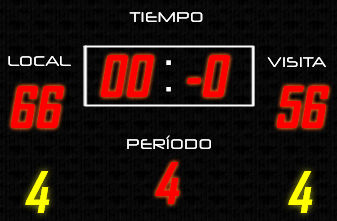 TIEMPO
LOCAL 00 : -0 VISITA
66 56
PERÍODO
4 4 4